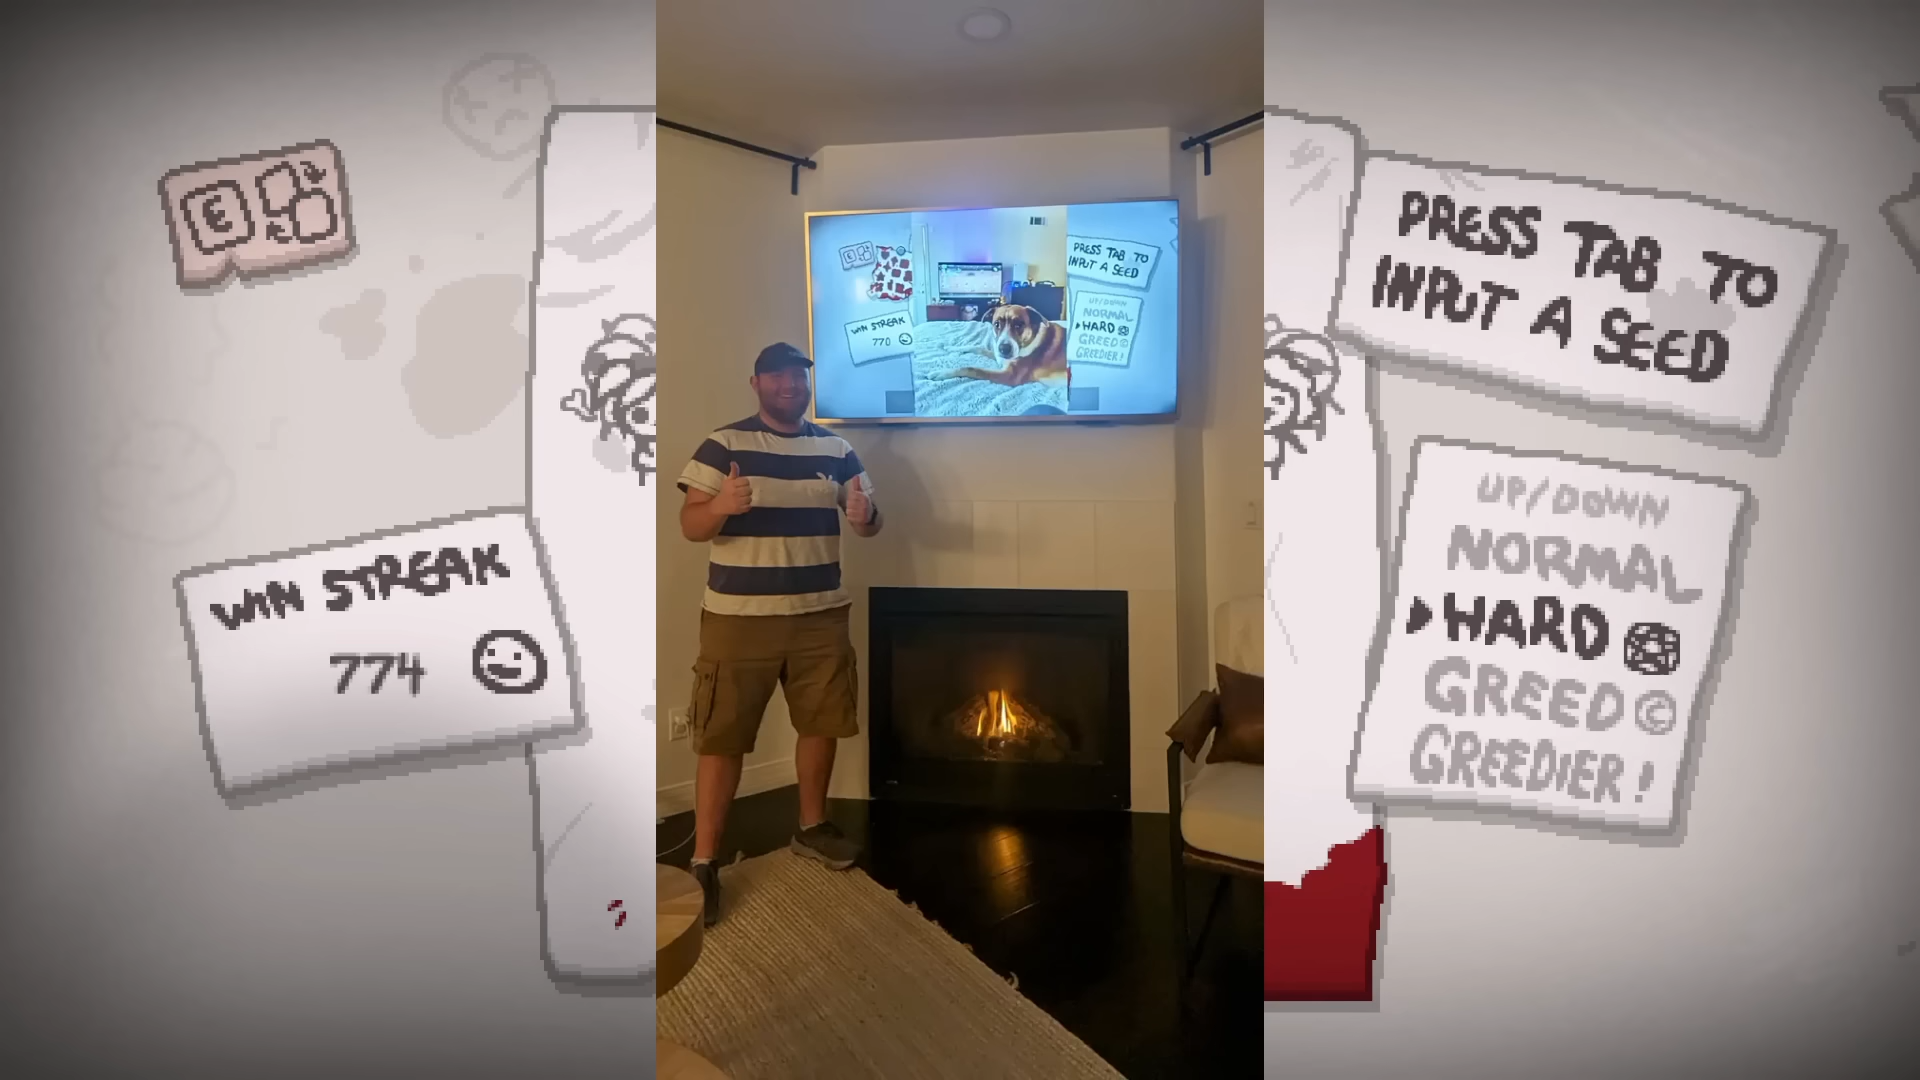 WIN STREAK
774
PRESS TAB TO
INPUT A SEED
UP/DOWN
NORMAL
HARD
GREED
GREEDIER!
PRESS TAB TO
INPUT A SEED
WIN STREAK
770
UP/DOWN
NORMAL
HARD
GREED
GREEDIER!